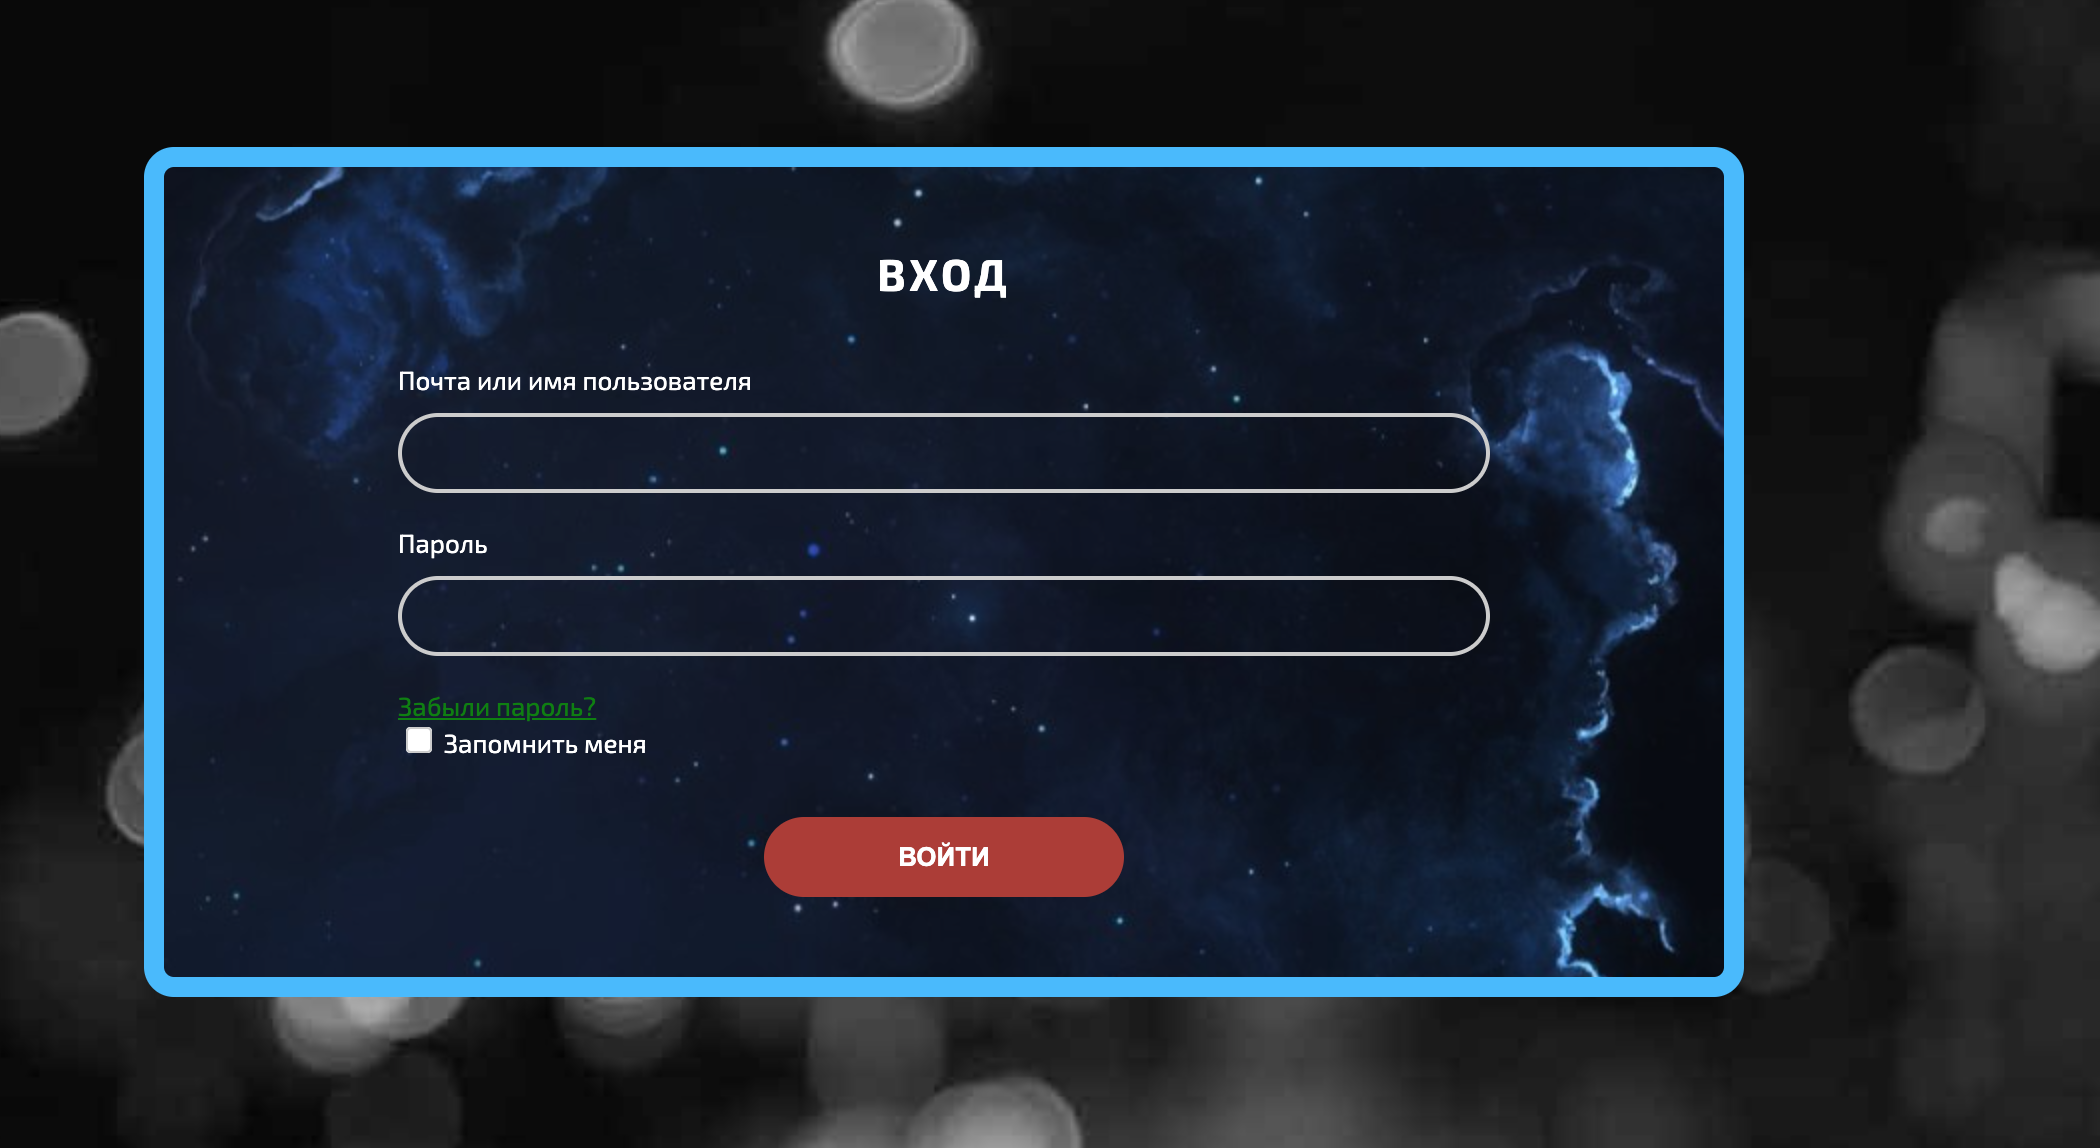 ВХОД
Почта или имя пользователя
Пароль
Забыли пароль?
Запомнить меня
ВОЙТИ